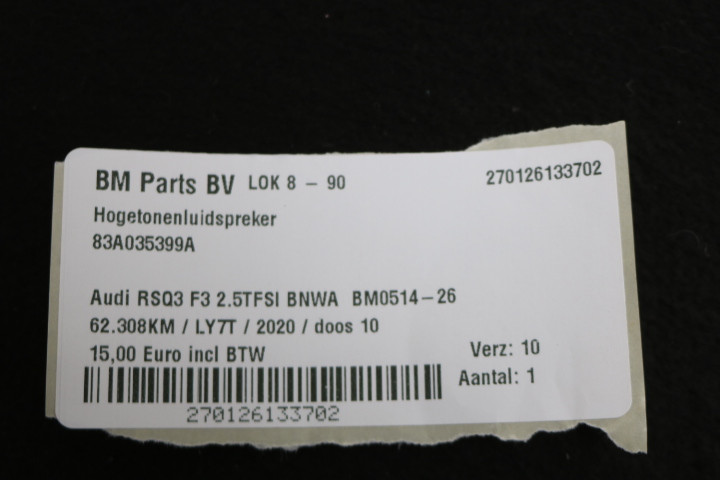 BM Parts BV LOK 8 - 90 270126133702
Hogetonenluidspreker
83A035399A
Audi RSQ3 F3 2.5TFSI BNWA BM0514-26
62.308KM / LY7T / 2020 / doos 10
15,00 Euro incl BTW Verz: 10
Aantal: 1
270126133702